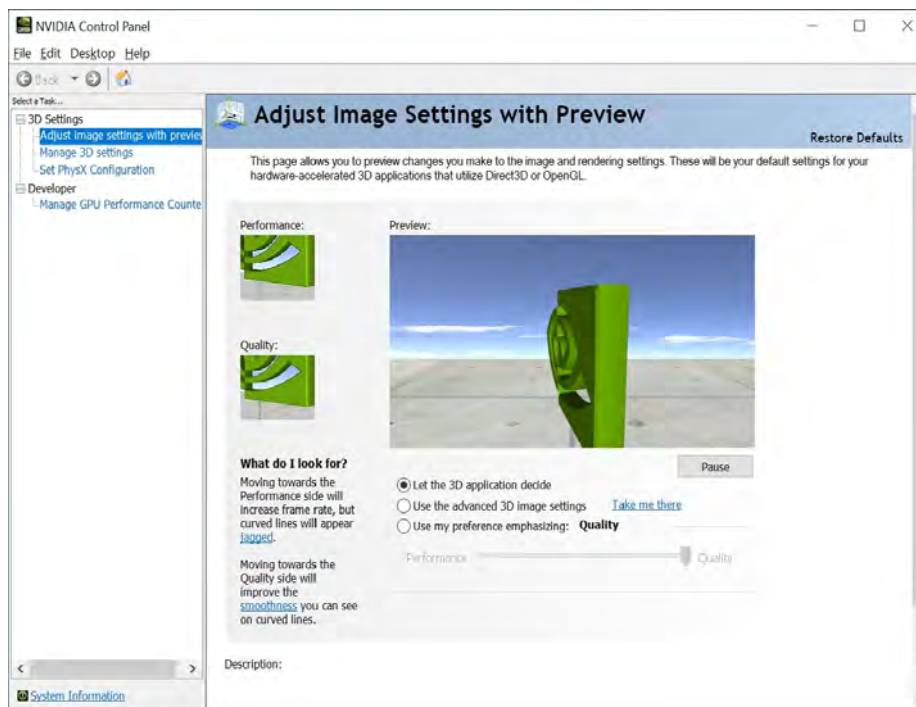 NVIDIA Control Panel
File Edit Desktop Help
Back
Select a Task...
3D Settings
Adjust image settings with preview
Manage 3D settings
Set PhysX Configuration
Developer
Manage GPU Performance Counte
System Information
Adjust Image Settings with Preview
Restore Defaults
This page allows you to preview changes you make to the image and rendering settings. These will be your default settings for your
hardware-accelerated 3D applications that utilize Direct3D or OpenGL.
Performance:
Quality:
What do I look for?
Moving towards the
Performance side will
increase frame rate, but
curved lines will appear
jagged.
Moving towards the
Quality side will
improve the
smoothness you can see
on curved lines.
Preview:
Pause
Let the 3D application decide
Use the advanced 3D image settings Take me there
Use my preference emphasizing: Quality
Performance Quality
Description: